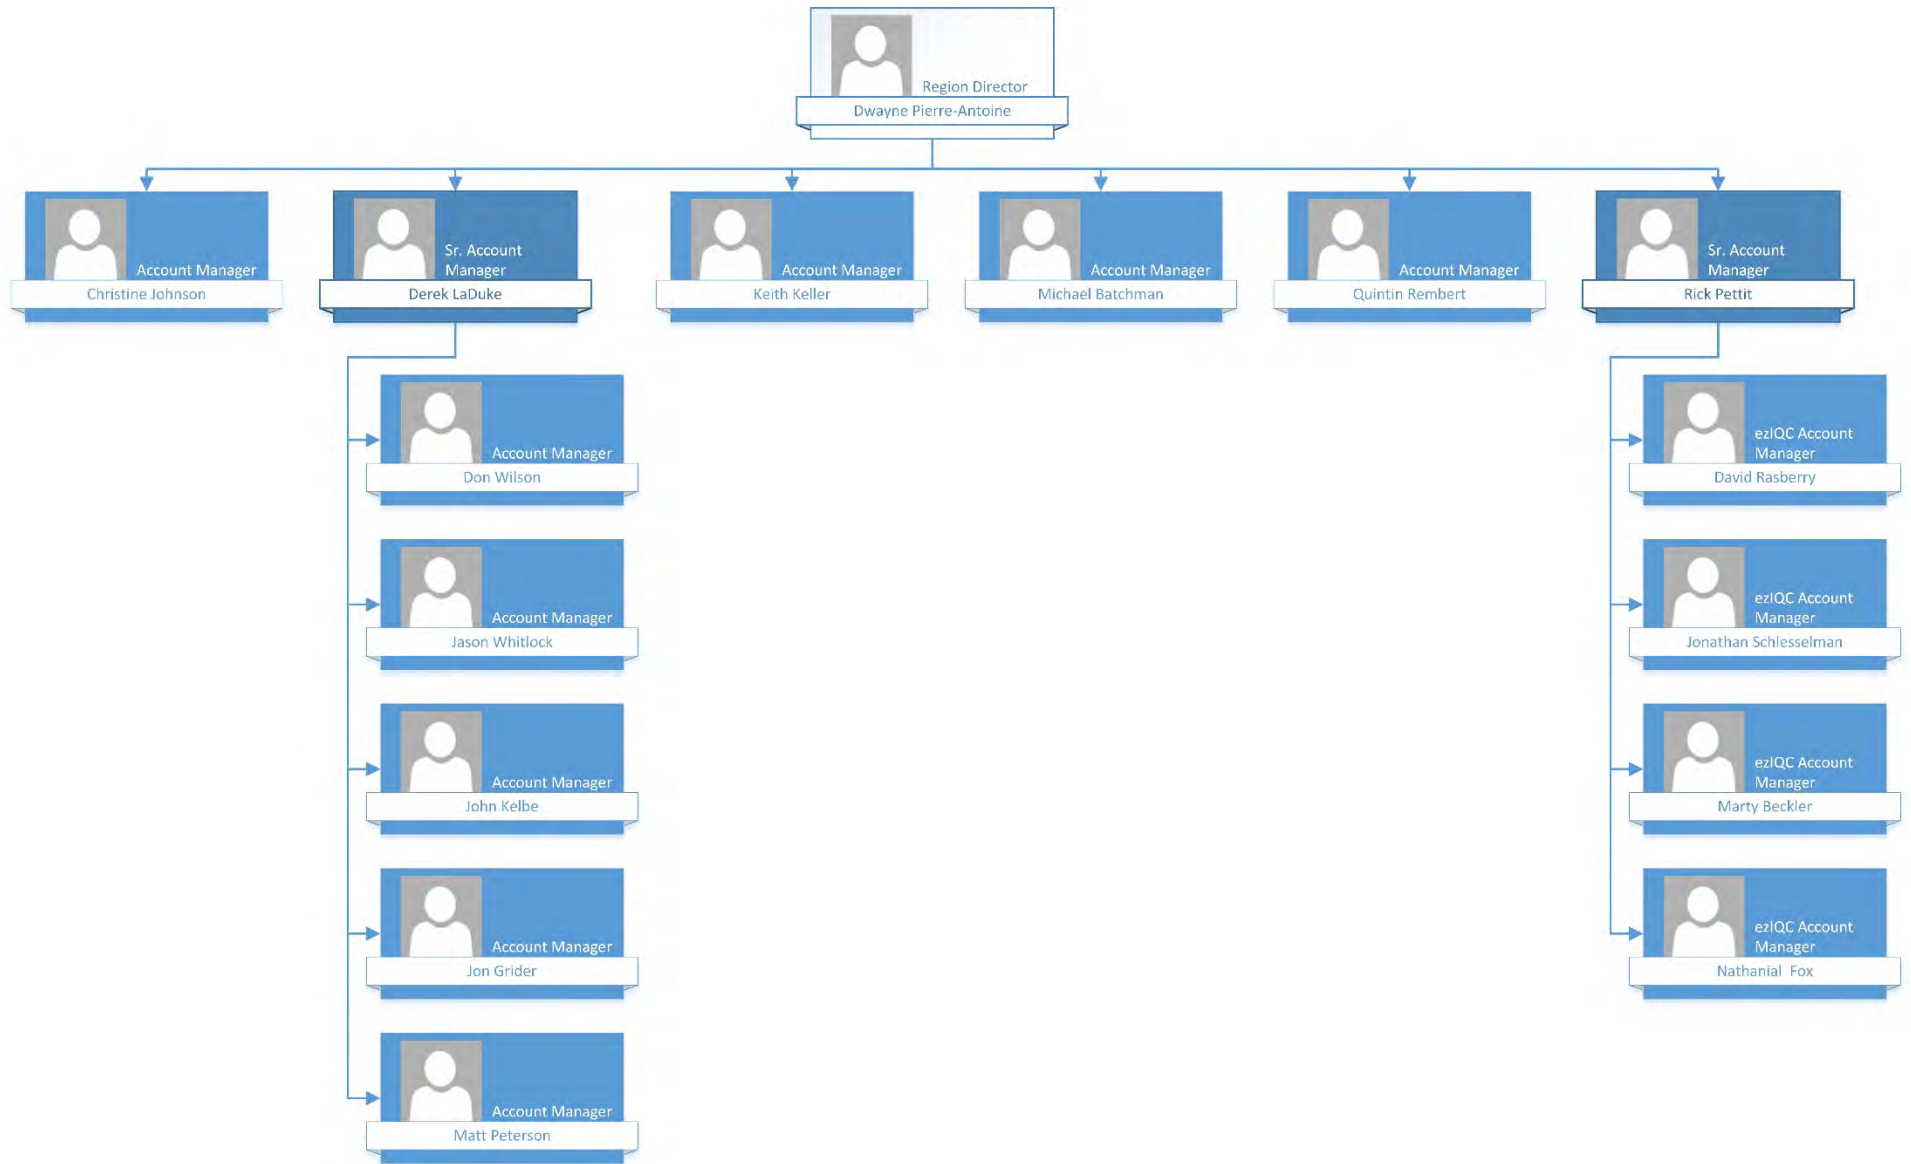 Region Director
Dwayne Pierre-Antoine
Account Manager
Christine Johnson
Sr. Account
Manager
Derek LaDuke
Account Manager
Keith Keller
Account Manager
Michael Batchman
Account Manager
Quintin Rembert
Sr. Account
Manager
Rick Pettit
Account Manager
Don Wilson
Account Manager
Jason Whitlock
Account Manager
John Kelbe
Account Manager
Jon Grider
Account Manager
Matt Peterson
ezIQC Account
Manager
David Rasberry
ezIQC Account
Manager
Jonathan Schlesselman
ezIQC Account
Manager
Marty Beckler
ezIQC Account
Manager
Nathanial  Fox